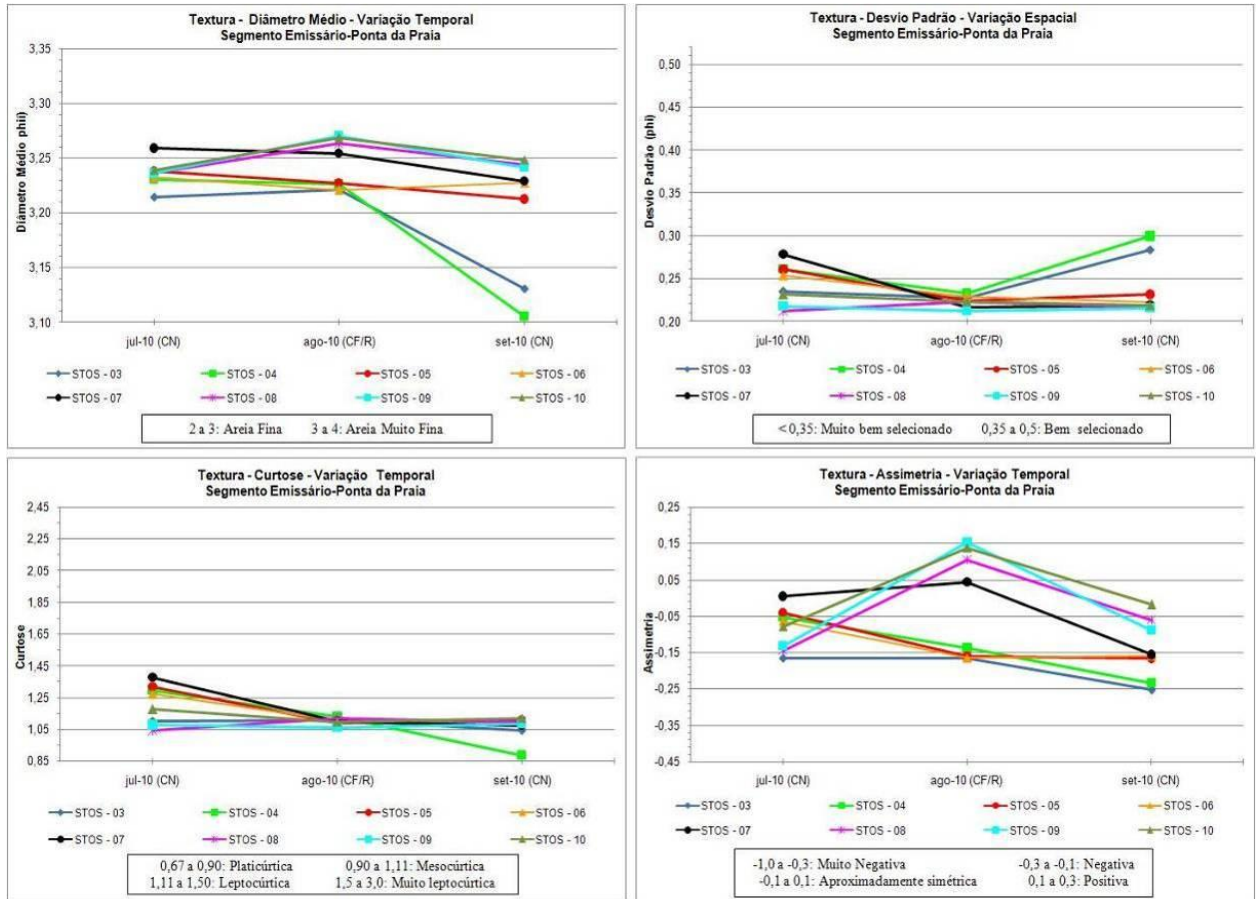 Textura - Diâmetro Médio - Variação Temporal
Segmento Emissário-Ponta da Praia
Diâmetro Médio phii)
3,35
3,30
3,25
3,20
3,15
3,10
jul-10 (CN) ago-10 (CF/R) set-10 (CN)
STOS - 03 STOS - 04 STOS - 05 STOS - 06
STOS - 07 STOS - 08 STOS - 09 STOS - 10
2 a 3: Areia Fina 3 a 4: Areia Muito Fina
Textura - Desvio Padrão - Variação Espacial
Segmento Emissário-Ponta da Praia
Desvio Padrão (phi)
0,50
0,45
0,40
0,35
0,30
0,25
0,20
jul-10 (CN) ago-10 (CF/R) set-10 (CN)
STOS - 03 STOS - 04 STOS - 05 STOS - 06
STOS - 07 STOS - 08 STOS - 09 STOS - 10
< 0,35: Muito bem selecionado 0,35 a 0,5: Bem selecionado
Textura - Curtose - Variação Temporal
Segmento Emissário-Ponta da Praia
Curtose
2,45
2,25
2,05
1,85
1,65
1,45
1,25
1,05
0,85
jul-10 (CN) ago-10 (CF/R) set-10 (CN)
STOS - 03 STOS - 04 STOS - 05 STOS - 06
STOS - 07 STOS - 08 STOS - 09 STOS - 10
0,67 a 0,90: Platicúrtica 0,90 a 1,11: Mesocúrtica
1,11 a 1,50: Leptocúrtica 1,5 a 3,0: Muito leptocúrtica
Textura - Assimetria - Variação Temporal
Segmento Emissário-Ponta da Praia
Assimetria
0,25
0,15
0,05
-0,05
-0,15
-0,25
-0,35
-0,45
jul-10 (CN) ago-10 (CF/R) set-10 (CN)
STOS - 03 STOS - 04 STOS - 05 STOS - 06
STOS - 07 STOS - 08 STOS - 09 STOS - 10
-1,0 a -0,3: Muito Negativa -0,3 a -0,1: Negativa
-0,1 a 0,1: Aproximadamente simétrica 0,1 a 0,3: Positiva